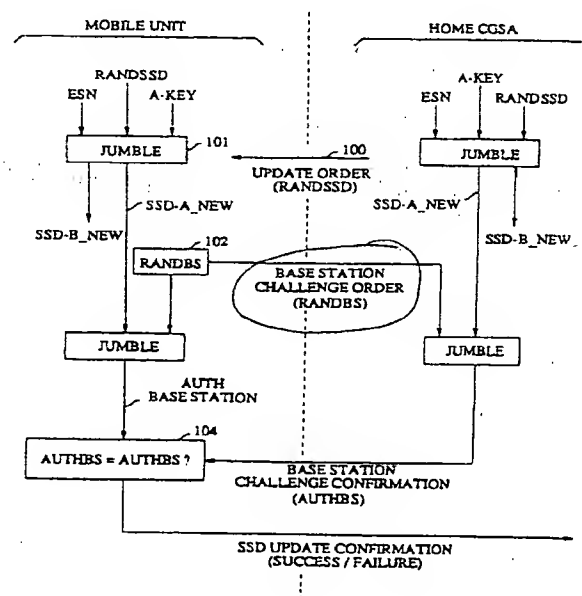 MOBILE UNIT
HOME CGSA
RANDSSD
ESN
A-KEY
A-KEY
ESN
RANDSSD
JUMBLE
101
100
UPDATE ORDER
(RANDSSD)
JUMBLE
SSD-A_NEW
SSD-B_NEW
SSD-A_NEW
SSD-B_NEW
102
RANDBS
BASE STATION
CHALLENGE ORDER
(RANDBS)
JUMBLE
JUMBLE
AUTH
BASE STATION
104
AUTHBS = AUTHBS ?
BASE STATION
CHALLENGE CONFIRMATION
(AUTHBS)
SSD UPDATE CONFIRMATION
(SUCCESS / FAILURE)